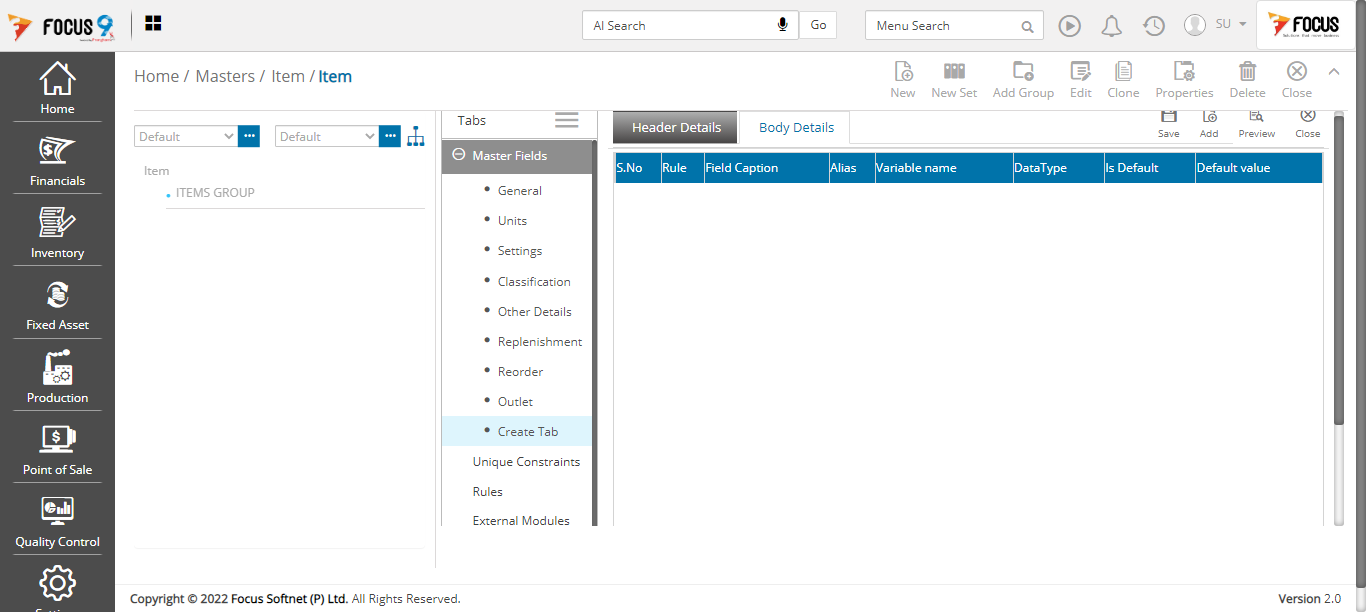 FOCUS 9
AI Search
Go
Menu Search
SU
FOCUS
Home / Masters / Item / Item
New
New Set
Add Group
Edit
Clone
Properties
Delete
Close
Home
Financials
Inventory
Fixed Asset
Production
Point of Sale
Quality Control
Default
Default
Item
ITEMS GROUP
Tabs
Master Fields
General
Units
Settings
Classification
Other Details
Replenishment
Reorder
Outlet
Create Tab
Unique Constraints
Rules
External Modules
Header Details
Body Details
Save
Add
Preview
Close
S.No Rule Field Caption Alias Variable name DataType Is Default Default value
Copyright © 2022 Focus Softnet (P) Ltd. All Rights Reserved.
Version 2.0